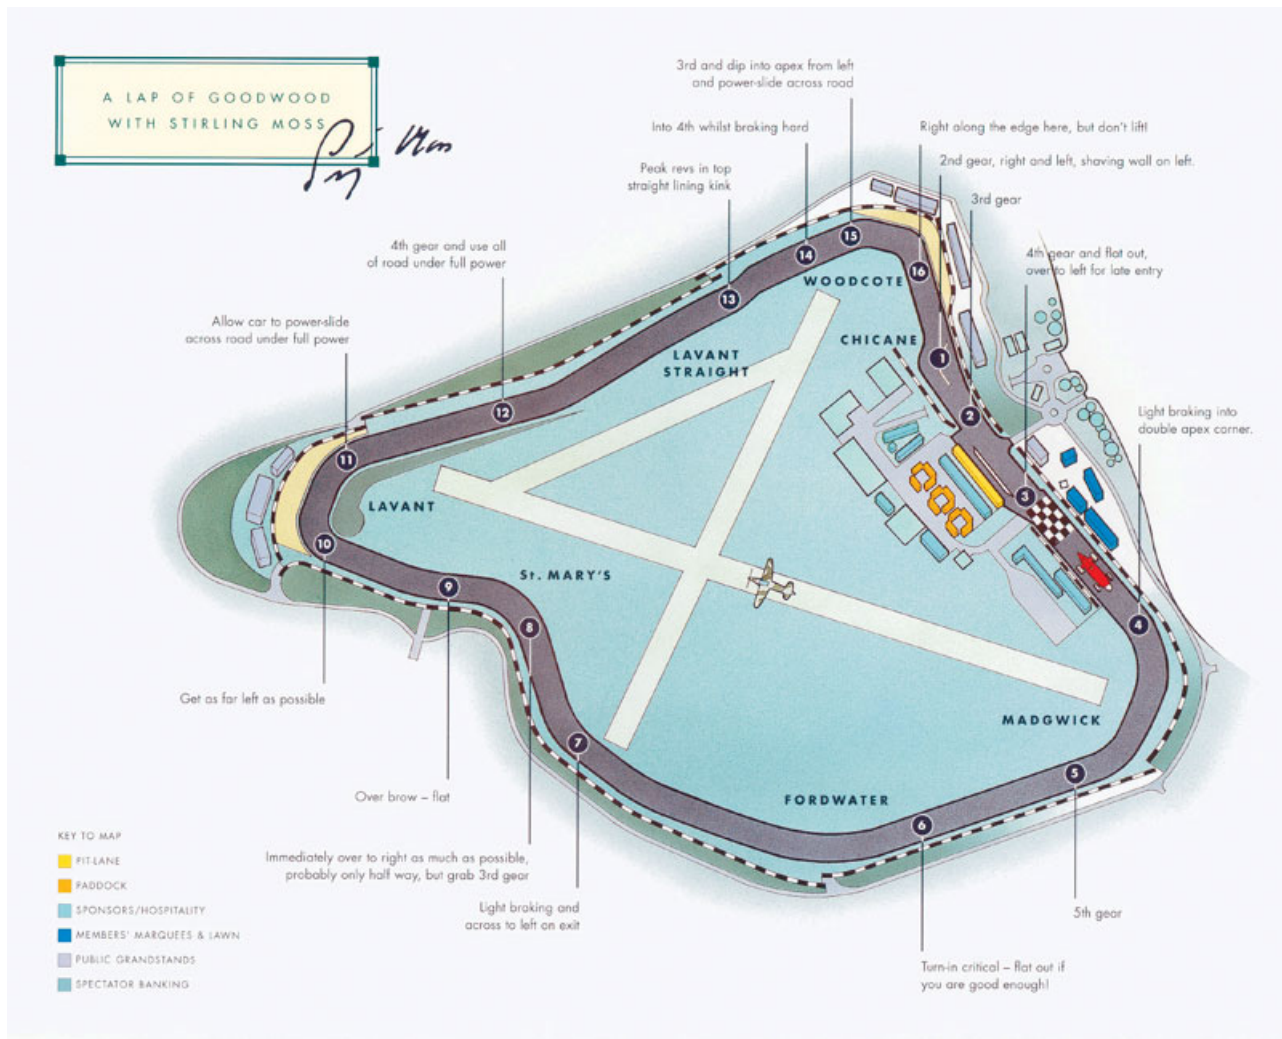 A LAP OF GOODWOOD
WITH STIRLING MOSS
3rd and dip into apex from left
and power-slide across road
Into 4th whilst braking hard
Right along the edge here, but don't lift!
2nd gear, right and left, shaving wall on left.
Peak revs in top
straight lining kink
3rd gear
4th gear and use all
of road under full power
4th gear and flat out,
over to left for late entry
Allow car to power-slide
across road under full power
Light braking into
double apex corner.
15
14
16
13
WOODCOTE
CHICANE
1
LAVANT
STRAIGHT
12
2
11
3
LAVANT
10
St. MARY'S
9
8
4
MADGWICK
7
5
FORDWATER
6
Get as far left as possible
Over brow – flat
Immediately over to right as much as possible,
probably only half way, but grab 3rd gear
Light braking and
across to left on exit
5th gear
Turn-in critical – flat out if
you are good enough!
KEY TO MAP
PIT-LANE
PADDOCK
SPONSORS/HOSPITALITY
MEMBERS' MARQUEES & LAWN
PUBLIC GRANDSTANDS
SPECTATOR BANKING